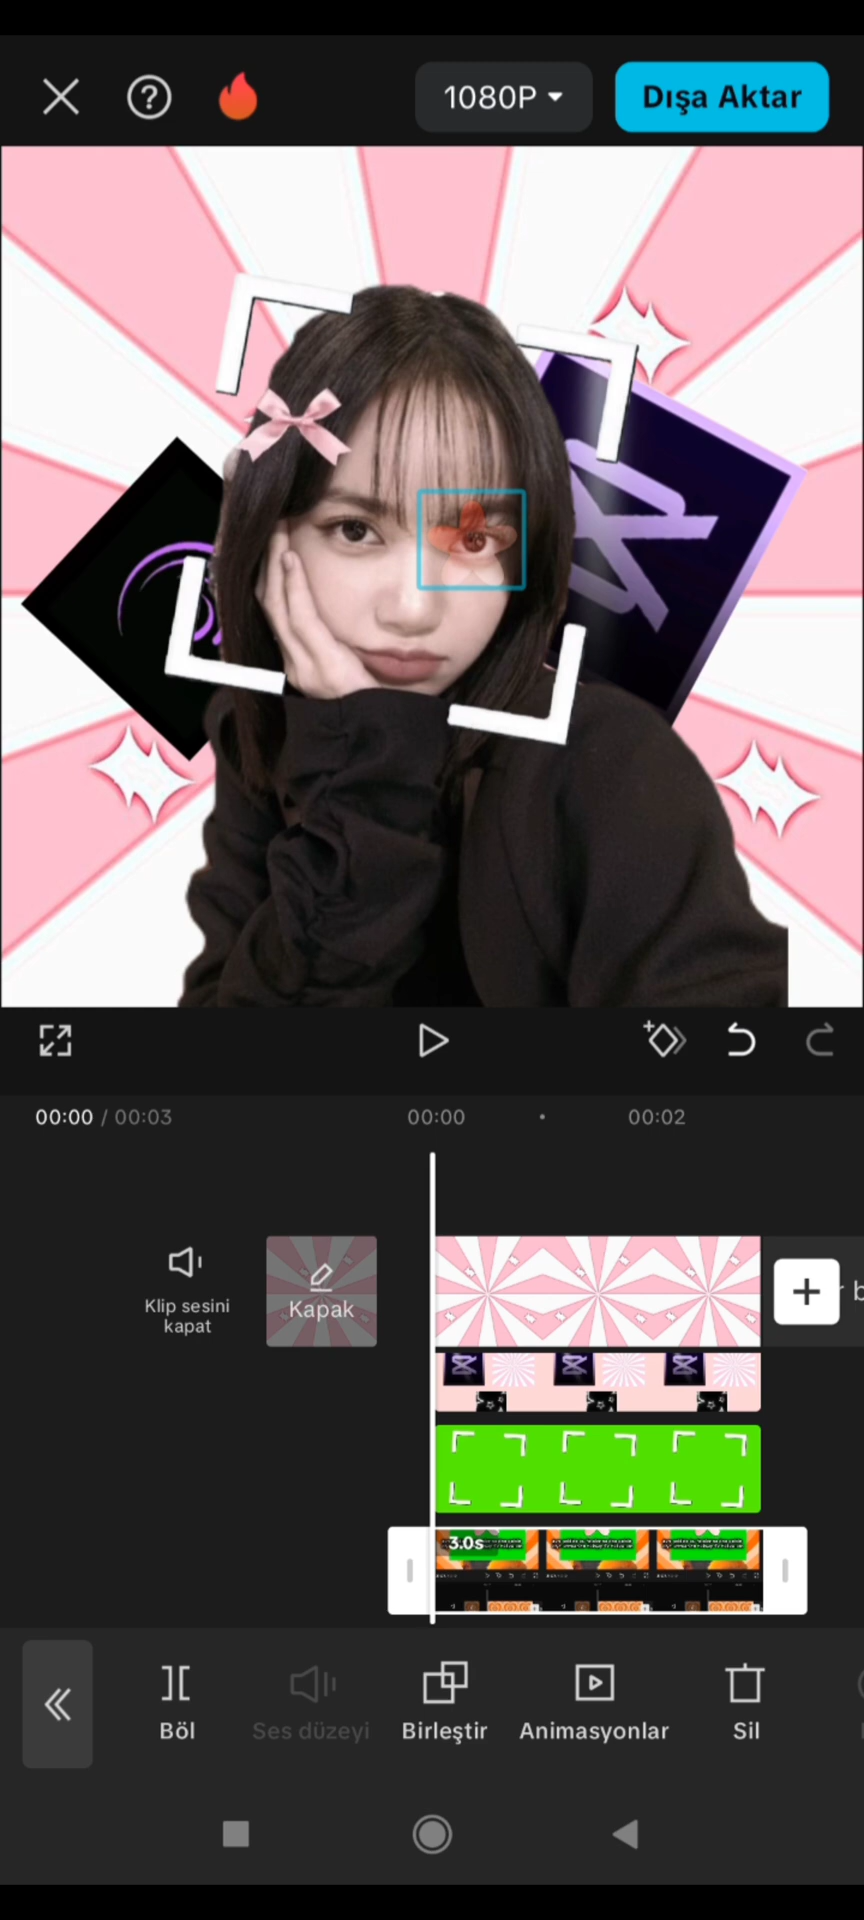 1080P
Dışa Aktar
00:00 / 00:03
00:00
00:02
Klip sesini
kapat
Kapak
3.0s
Böl
Ses düzeyi
Birleştir
Animasyonlar
Sil